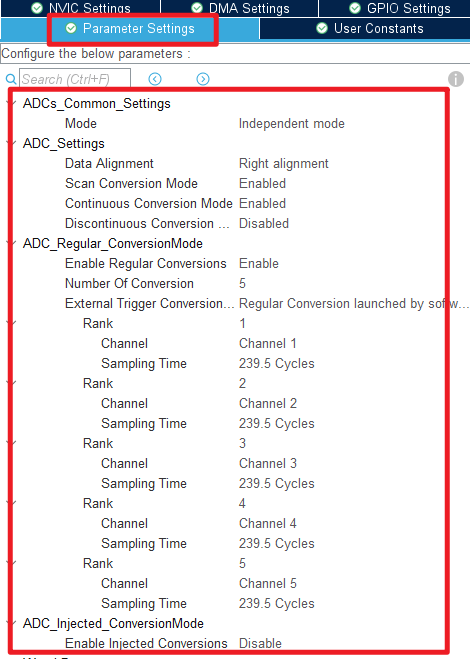 NVIC Settings DMA Settings GPIO Settings
Parameter Settings User Constants
Configure the below parameters :
Search (Ctrl+F)
ADCs_Common_Settings
Mode Independent mode
ADC_Settings
Data Alignment Right alignment
Scan Conversion Mode Enabled
Continuous Conversion Mode Enabled
Discontinuous Conversion ... Disabled
ADC_Regular_ConversionMode
Enable Regular Conversions Enable
Number Of Conversion 5
External Trigger Conversion... Regular Conversion launched by softw...
Rank 1
Channel Channel 1
Sampling Time 239.5 Cycles
Rank 2
Channel Channel 2
Sampling Time 239.5 Cycles
Rank 3
Channel Channel 3
Sampling Time 239.5 Cycles
Rank 4
Channel Channel 4
Sampling Time 239.5 Cycles
Rank 5
Channel Channel 5
Sampling Time 239.5 Cycles
ADC_Injected_ConversionMode
Enable Injected Conversions Disable